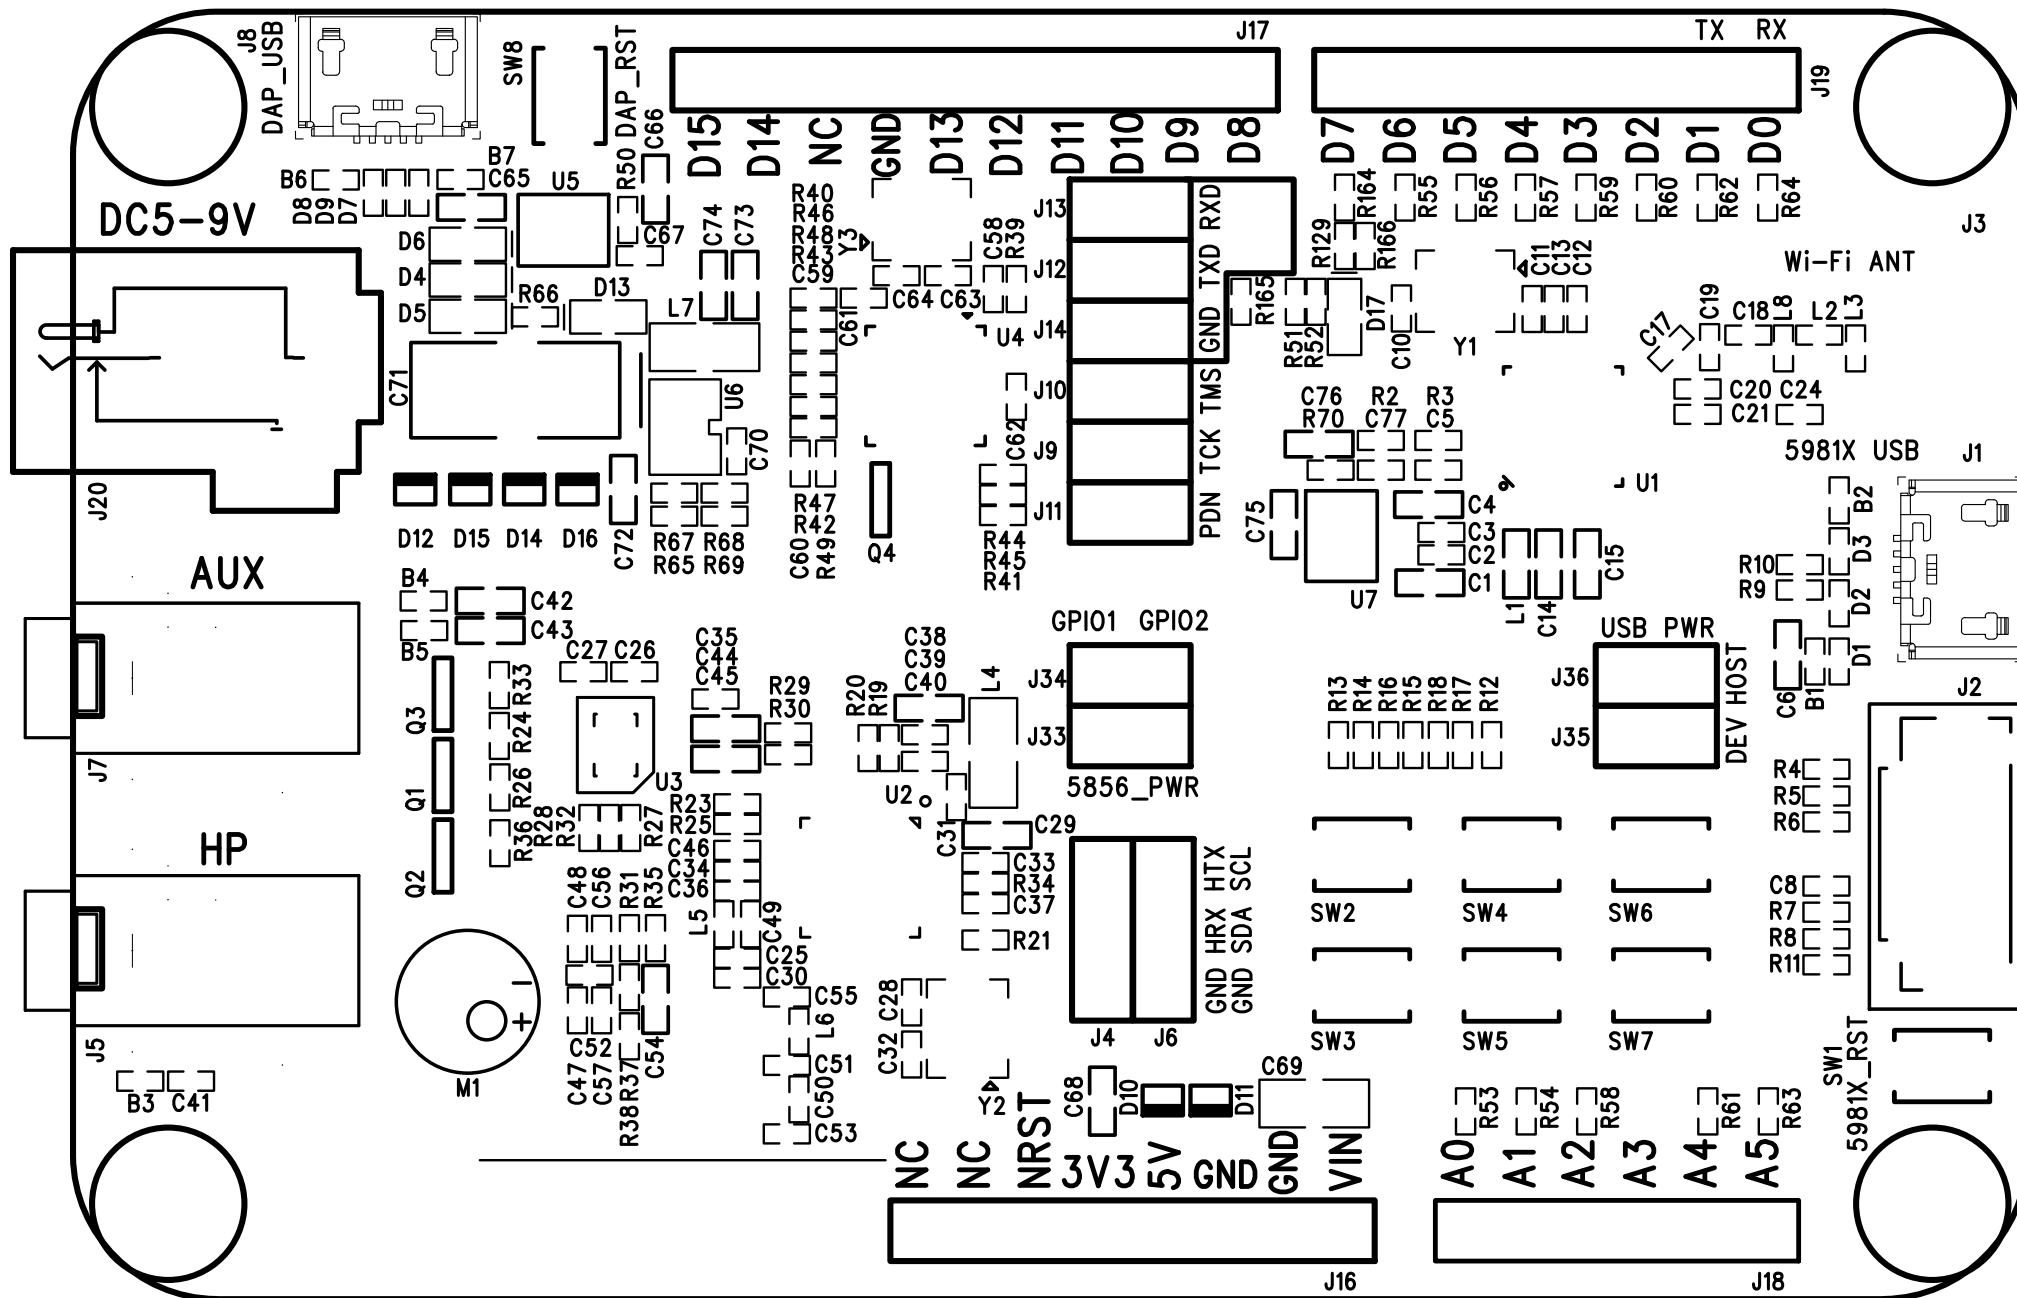 J17
TX RX
J8
DAP_USB
SW8
DAP_RST
J19
C66
R50
D15
D14
NC
GND
D13
D12
D11
D10
D9
D8
D7
D6
D5
D4
D3
D2
D1
D0
B7
B6
C65
U5
D8
D9
D7
DC5-9V
R40
R46
R48
R43
C59
Y3
C58
R39
C74
C73
C67
J13
RXD
J12
TXD
J14
GND
J10
TMS
J9
TCK
J11
PDN
R164
R55
R56
R57
R59
R60
R62
R64
J3
R129
R166
C11
C13
C12
Wi-Fi ANT
D6
D4
D5
R66
D13
L7
C61
C64
C63
U4
R165
R51
R52
D17
C10
Y1
C17
C19
C18
L8
L2
L3
C71
U6
C70
C62
C20
C21
C24
C76
R70
R2
C77
R3
C5
5981X USB
J1
J20
U1
B2
D12
D15
D14
D16
C72
R67
R65
R68
R69
R47
R42
C60
R49
Q4
R44
R45
R41
C75
C4
C3
C2
C1
U7
L1
C14
C15
R10
R9
D3
D2
AUX
B4
B5
C42
C43
GPIO1 GPIO2
USB PWR
C27
C26
C35
C44
C45
C38
C39
C40
L4
J34
J33
5856_PWR
J36
J35
DEV HOST
C6
B1
D1
J2
Q3
R33
R24
R29
R30
R20
R19
R13
R14
R16
R15
R18
R17
R12
J7
Q1
R26
U3
U2
R4
R5
R6
HP
Q2
R36
R28
R32
R27
R23
R25
C46
C34
C36
C31
C29
C33
R34
C37
R21
HTX
SCL
HRX
SDA
GND
GND
SW2
SW4
SW6
C8
R7
R8
R11
C48
C56
R31
R35
L5
C49
C25
C30
C55
L6
C28
C32
C51
C50
C53
J4
J6
SW3
SW5
SW7
SW1
5981X_RST
J5
B3
C41
- +
M1
C52
C47
C57
R37
R38
C54
Y2
C68
D10
D11
C69
R53
R54
R58
R61
R63
NC
NC
NRST
3V3
5V
GND
GND
VIN
A0
A1
A2
A3
A4
A5
J16
J18